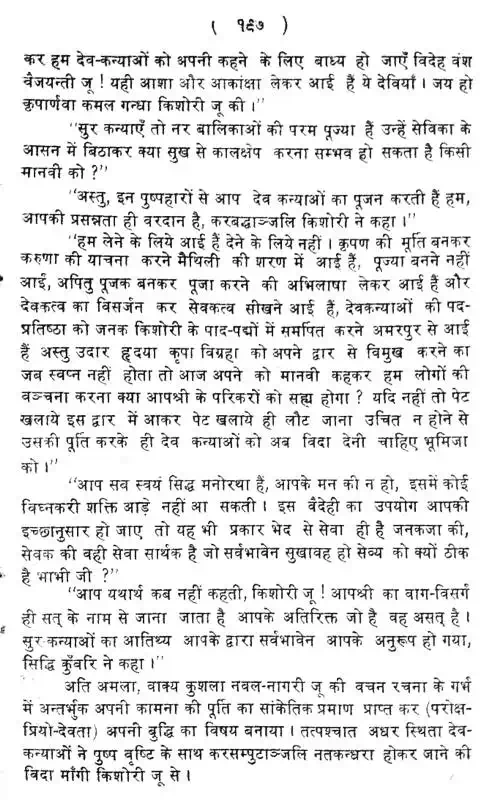 ( १९७ )
कर हम देव-कन्याओं को अपनी कहने के लिए बाध्य हो जाएँ विदेह वंश
वैजयन्ती जू ! यही आशा और आकांक्षा लेकर आई हैं ये देवियाँ । जय हो
कृपार्णवा कमल गन्धा किशोरी जू की ।"
"सुर कन्याएँ तो नर बालिकाओं की परम पूज्या हैं उन्हें सेविका के
आसन में बिठाकर क्या सुख से कालक्षेप करना सम्भव हो सकता है किसी
मानवी को ?"
"अस्तु, इन पुष्पहारों से आप देव कन्याओं का पूजन करती हैं हम,
आपकी प्रसन्नता ही वरदान है, करबद्धाञ्जलि किशोरी ने कहा ।"
"हम लेने के लिये आई हैं देने के लिये नहीं । कृपण की मूर्ति बनकर
करुणा की याचना करने मैथिली की शरण में आई हैं, पूज्या बनने नहीं
आईं, अपितु पूजक बनकर पूजा करने की अभिलाषा लेकर आई हैं और
देवकत्व का विसर्जन कर सेवकत्व सीखने आई हैं, देवकन्याओं की पद-
प्रतिष्ठा को जनक किशोरी के पाद-पद्मों में समर्पित करने अमरपुर से आई
हैं अस्तु उदार हृदया कृपा विग्रहा को अपने द्वार से विमुख करने का
जब स्वप्न नहीं होता तो आज अपने को मानवी कहकर हम लोगों की
वञ्चना करना क्या आपश्री के परिकरों को सह्य होगा ? यदि नहीं तो पेट
खलाये इस द्वार में आकर पेट खलाये ही लौट जाना उचित न होने से
उसकी पूर्ति करके ही देव कन्याओं को अब विदा देनी चाहिए भूमिजा
को ।"
"आप सब स्वयं सिद्ध मनोरथा हैं, आपके मन की न हो, इसमें कोई
विघ्नकरी शक्ति आड़े नहीं आ सकती । इस वैदेही का उपयोग आपकी
इच्छानुसार हो जाए तो यह भी प्रकार भेद से सेवा ही है जनकजा की,
सेवक की वही सेवा सार्थक है जो सर्वभावेन सुखावह हो सेव्य को क्यों ठीक
है भाभी जी ?"
"आप यथार्थ कब नहीं कहती, किशोरी जू ! आपश्री का वाग-विसर्ग
ही सत् के नाम से जाना जाता है आपके अतिरिक्त जो है वह असत् है ।
सुर-कन्याओं का आतिथ्य आपके द्वारा सर्वभावेन आपके अनुरूप हो गया,
सिद्धि कुँवरि ने कहा ।"
अति अमला, वाक्य कुशला नवल-नागरी जू की वचन रचना के गर्भ
में अन्तर्भुक अपनी कामना की पूर्ति का सांकेतिक प्रमाण प्राप्त कर (परोक्ष-
प्रियो-देवता) अपनी बुद्धि का विषय बनाया । तत्पश्चात अधर स्थिता देव-
कन्याओं ने पुष्प वृष्टि के साथ करसम्पुटाञ्जलि नतकन्धरा होकर जाने की
विदा माँगी किशोरी जू से ।